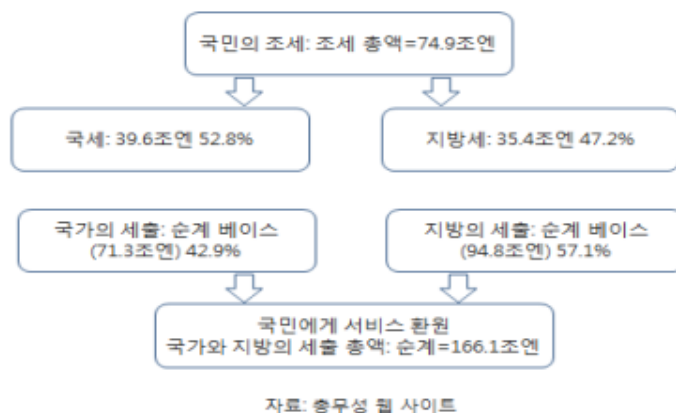 국민의 조세: 조세 총액=74.9조엔
국세: 39.6조엔 52.8%
지방세: 35.4조엔 47.2%
국가의 세출: 순계 베이스
(71.3조엔) 42.9%
지방의 세출: 순계 베이스
(94.8조엔) 57.1%
국민에게 서비스 환원
국가와 지방의 세출 총액: 순계=166.1조엔
자료: 총무성 웹 사이트